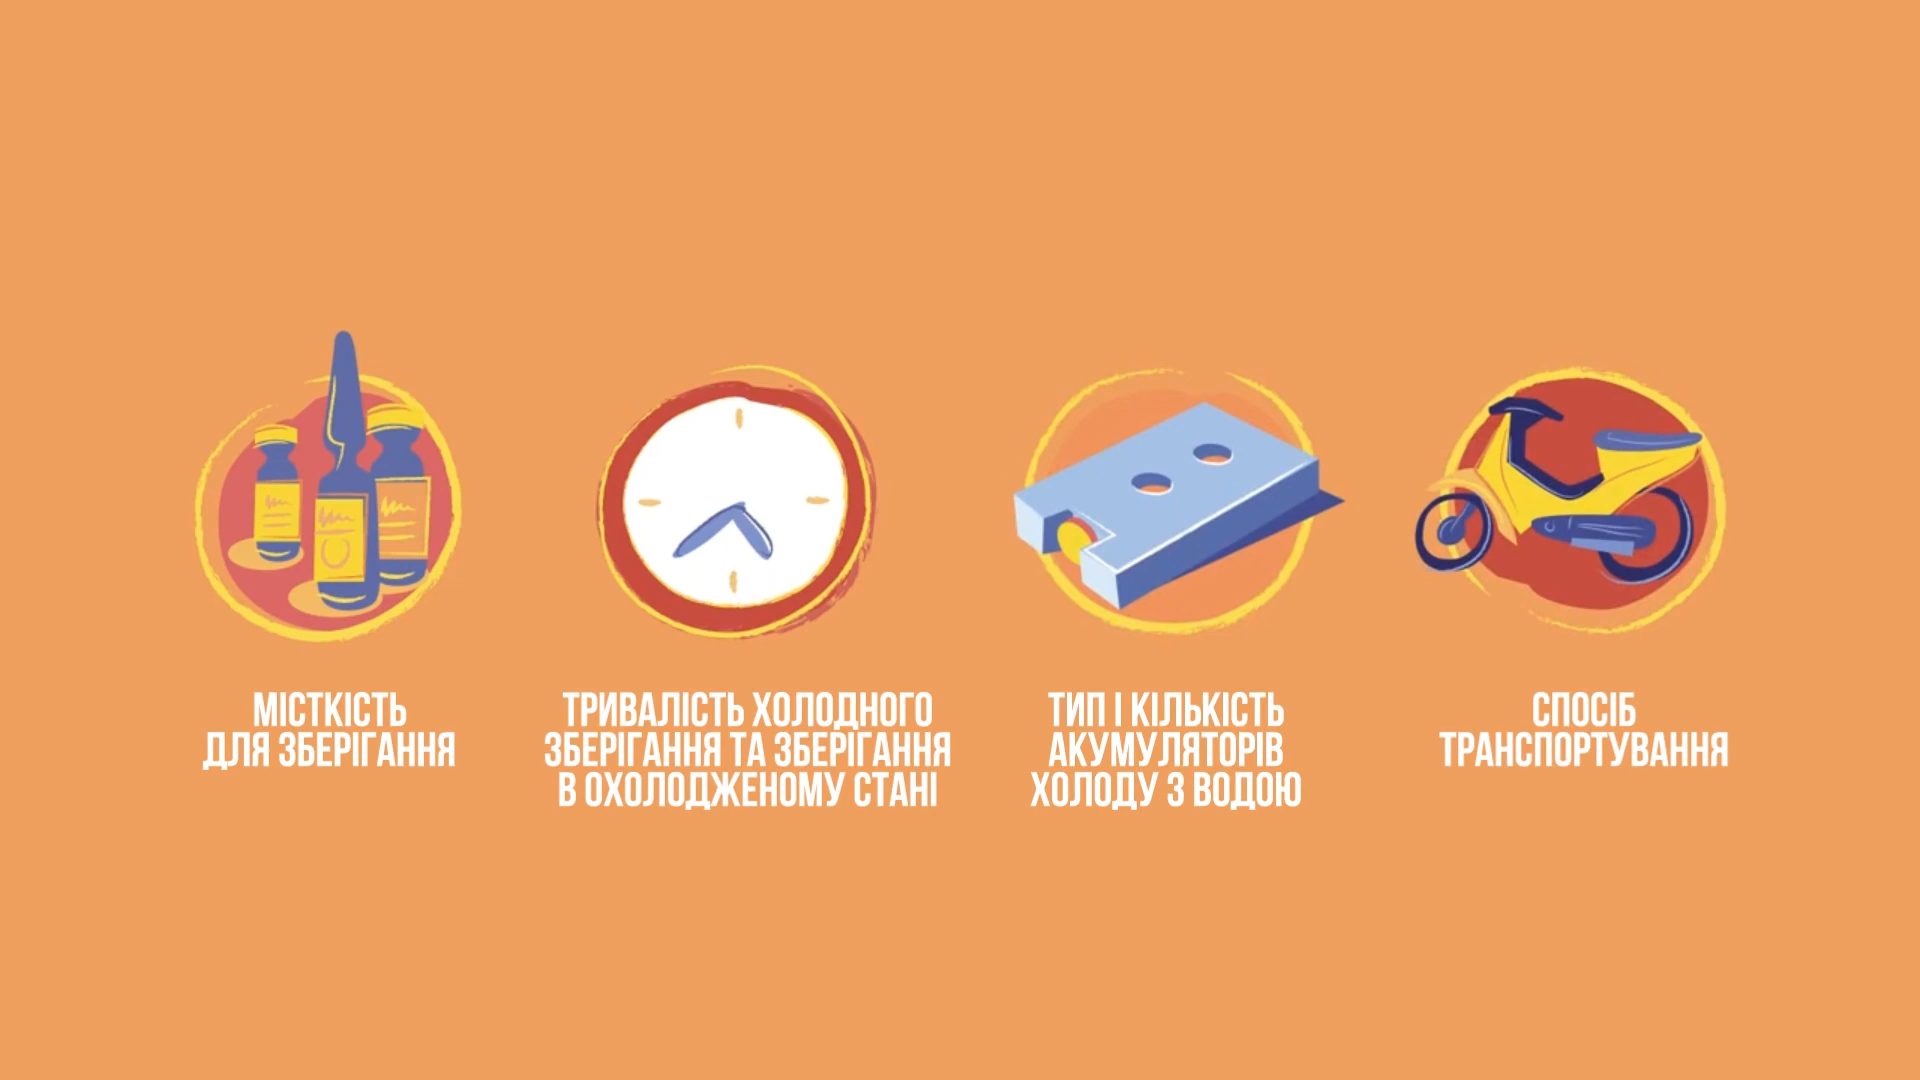 МІСТКІСТЬ
ДЛЯ ЗБЕРІГАННЯ
ТРИВАЛІСТЬ ХОЛОДНОГО
ЗБЕРІГАННЯ ТА ЗБЕРІГАННЯ
В ОХОЛОДЖЕНОМУ СТАНІ
ТИП І КІЛЬКІСТЬ
АКУМУЛЯТОРІВ
ХОЛОДУ З ВОДОЮ
СПОСІБ
ТРАНСПОРТУВАННЯ